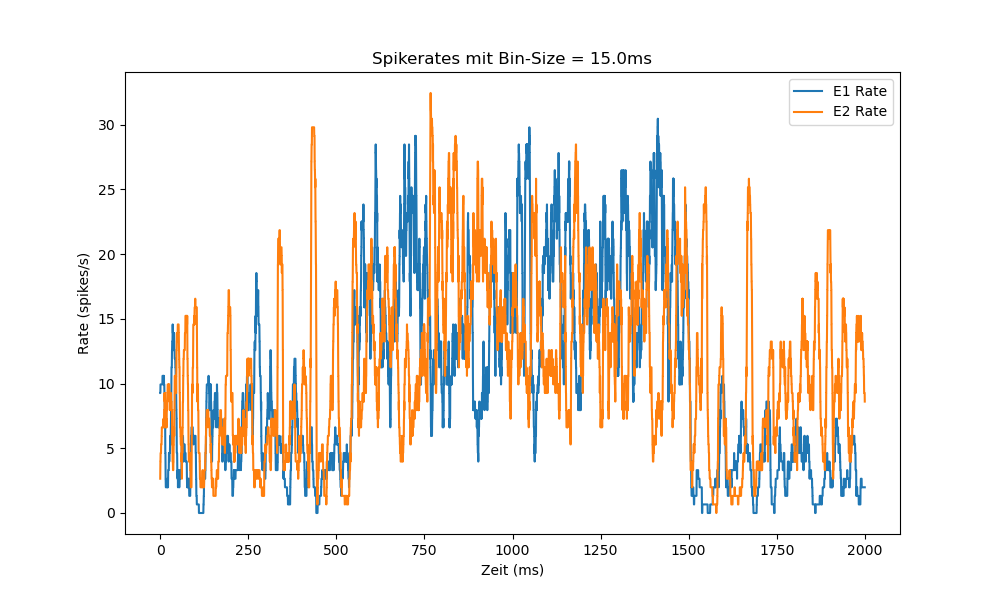 Spikerates mit Bin-Size = 15.0ms
E1 Rate
E2 Rate
Rate (spikes/s)
30
25
20
15
10
5
0
0 250 500 750 1000 1250 1500 1750 2000
Zeit (ms)